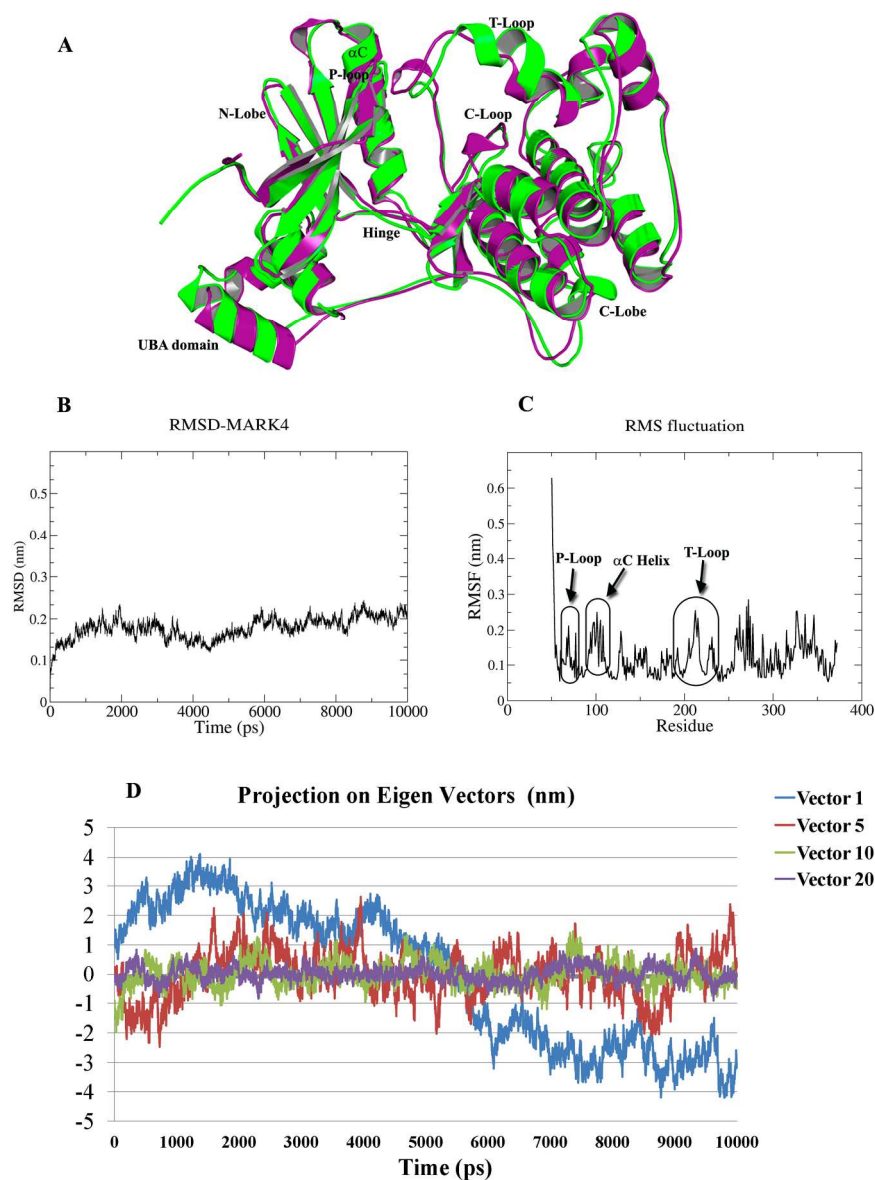 A
T-Loop
αC
P-loop
N-Lobe
C-Loop
Hinge
C-Lobe
UBA domain
B
RMSD-MARK4
RMSD (nm)
0.5
0.4
0.3
0.2
0.1
0
0 2000 4000 6000 8000 10000
Time (ps)
C
RMS fluctuation
RMSF (nm)
0.6
0.5
0.4
0.3
0.2
0.1
0
P-Loop
αC Helix
T-Loop
0 100 200 300 400
Residue
D
Projection on Eigen Vectors (nm)
5
4
3
2
1
0
-1
-2
-3
-4
-5
0 1000 2000 3000 4000 5000 6000 7000 8000 9000 10000
Time (ps)
Vector 1
Vector 5
Vector 10
Vector 20